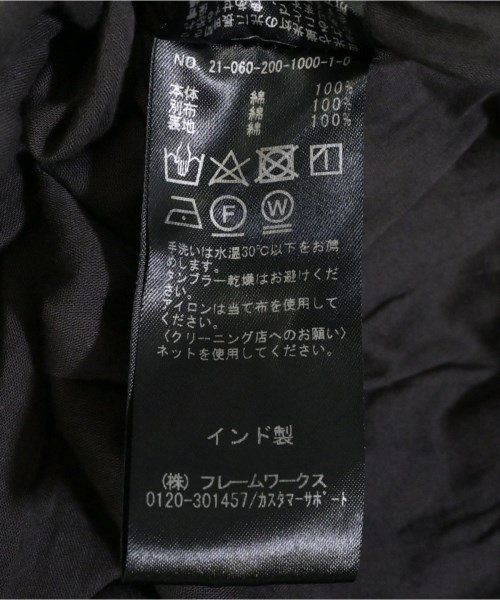 NO. 21-060-200-1000-1-0
本体 綿 100%
別布 綿 100%
裏地 綿 100%
F W
手洗いは水温30℃以下をお薦
めします。
タンブラー乾燥はお避けくだ
さい。
アイロンは当て布を使用して
ください。
〈クリーニング店へのお願い〉
ネットを使用してください。
インド製
(株) フレームワークス
0120-301457/カスタマーサポート